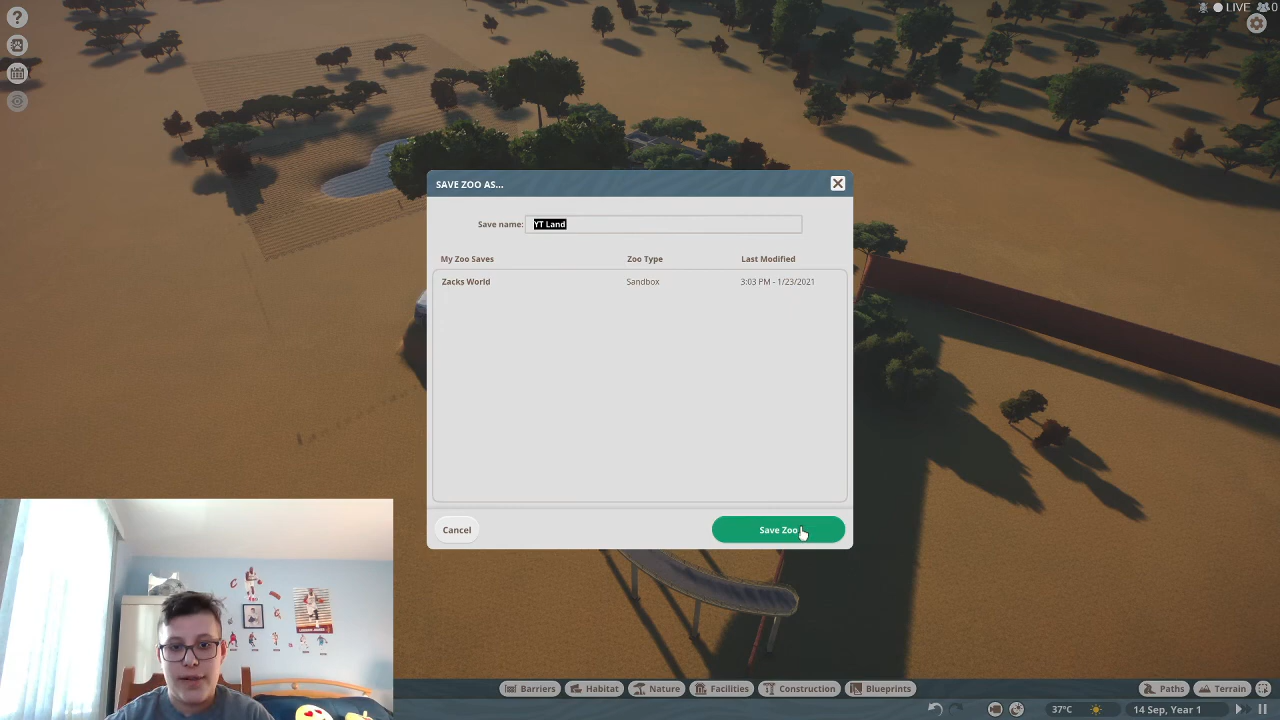 LIVE 0
SAVE ZOO AS...
Save name: YT Land
My Zoo Saves Zoo Type Last Modified
Zacks World Sandbox 3:03 PM - 1/23/2021
Cancel Save Zoo
Barriers Habitat Nature Facilities Construction Blueprints Paths Terrain
37°C 14 Sep, Year 1